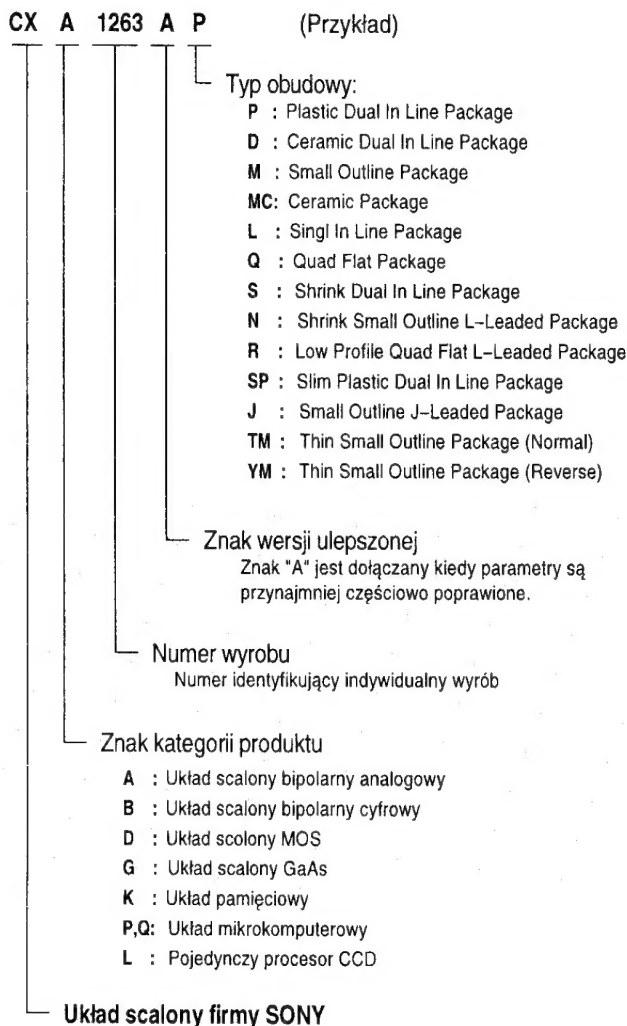 CX A 1263 A P (Przykład)
Typ obudowy:
P : Plastic Dual In Line Package
D : Ceramic Dual In Line Package
M : Small Outline Package
MC: Ceramic Package
L : Singl In Line Package
Q : Quad Flat Package
S : Shrink Dual In Line Package
N : Shrink Small Outline L-Leaded Package
R : Low Profile Quad Flat L-Leaded Package
SP : Slim Plastic Dual In Line Package
J : Small Outline J-Leaded Package
TM : Thin Small Outline Package (Normal)
YM : Thin Small Outline Package (Reverse)
Znak wersji ulepszonej
Znak "A" jest dołączany kiedy parametry są
przynajmniej częściowo poprawione.
Numer wyrobu
Numer identyfikujący indywidualny wyrób
Znak kategorii produktu
A : Układ scalony bipolarny analogowy
B : Układ scalony bipolarny cyfrowy
D : Układ scolony MOS
G : Układ scalony GaAs
K : Układ pamięciowy
P,Q: Układ mikrokomputerowy
L : Pojedynczy procesor CCD
Układ scalony firmy SONY